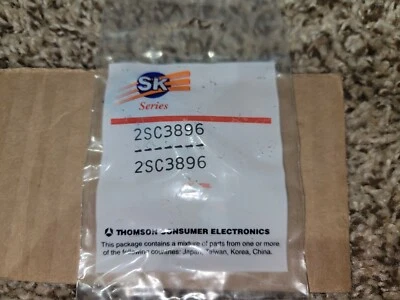 SK
Series
2SC3896
-------
2SC3896
THOMSON CONSUMER ELECTRONICS
This package contains a mixture of parts from one or more
of the following countries: Japan, Taiwan, Korea, China.